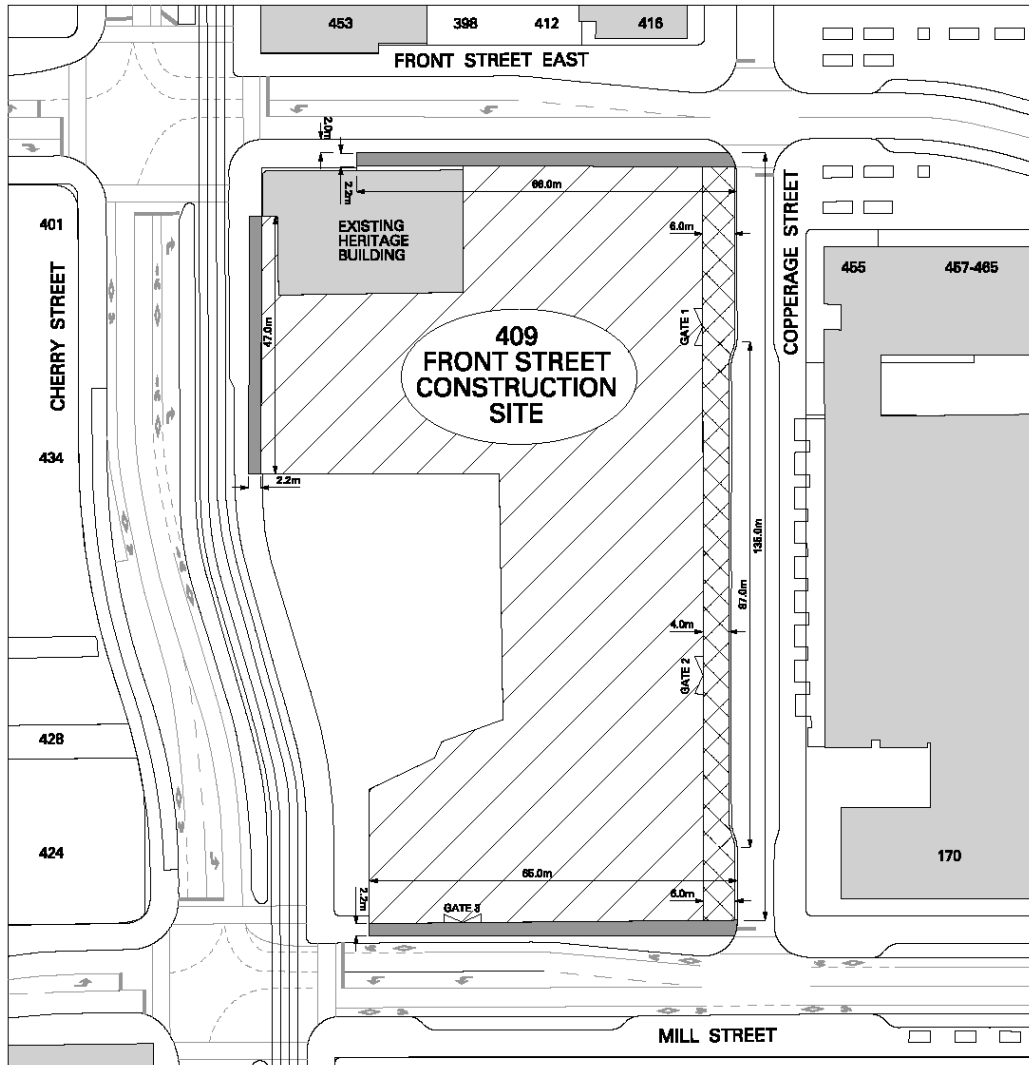 453
398
412
416
FRONT STREET EAST
2.0m
2.2m
66.0m
6.0m
401
EXISTING
HERITAGE
BUILDING
CHERRY STREET
COPPERAGE STREET
455
457-465
GATE 1
47.0m
409
FRONT STREET
CONSTRUCTION
SITE
434
2.2m
135.0m
87.0m
4.0m
GATE 2
428
424
170
65.0m
6.0m
2.2m
GATE 3
MILL STREET